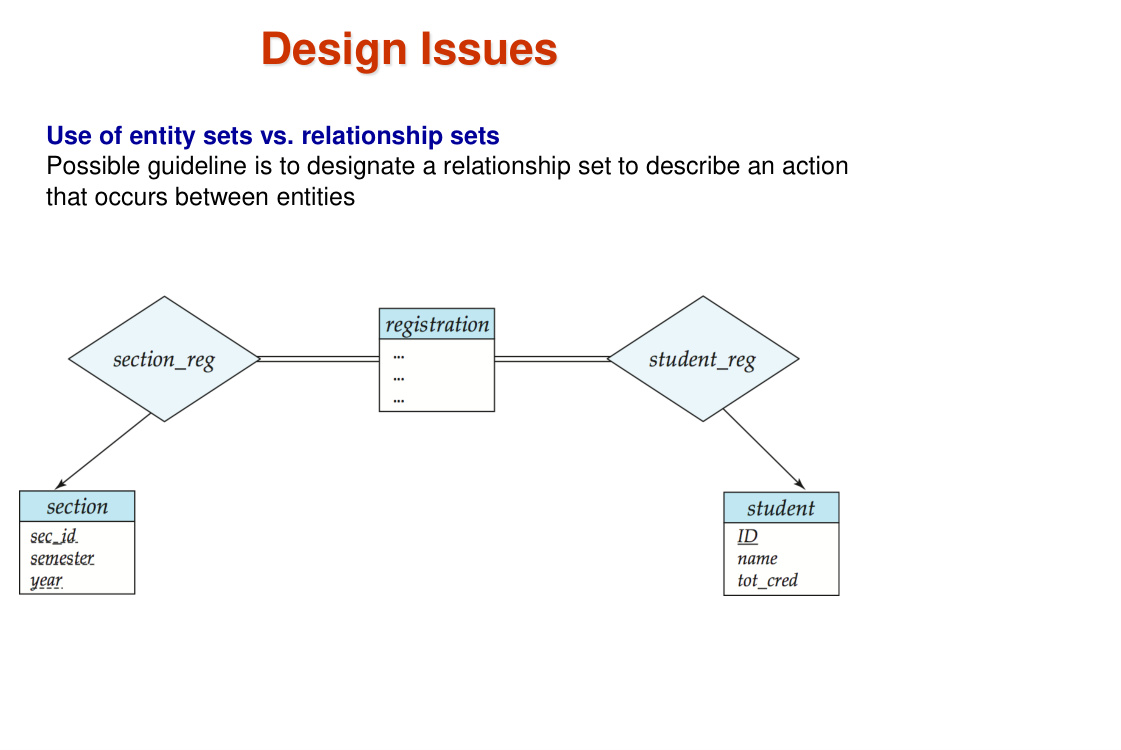 Design Issues
Use of entity sets vs. relationship sets
Possible guideline is to designate a relationship set to describe an action
that occurs between entities
section_reg
registration
...
...
...
student_reg
section
sec_id
semester
year
student
ID
name
tot_cred